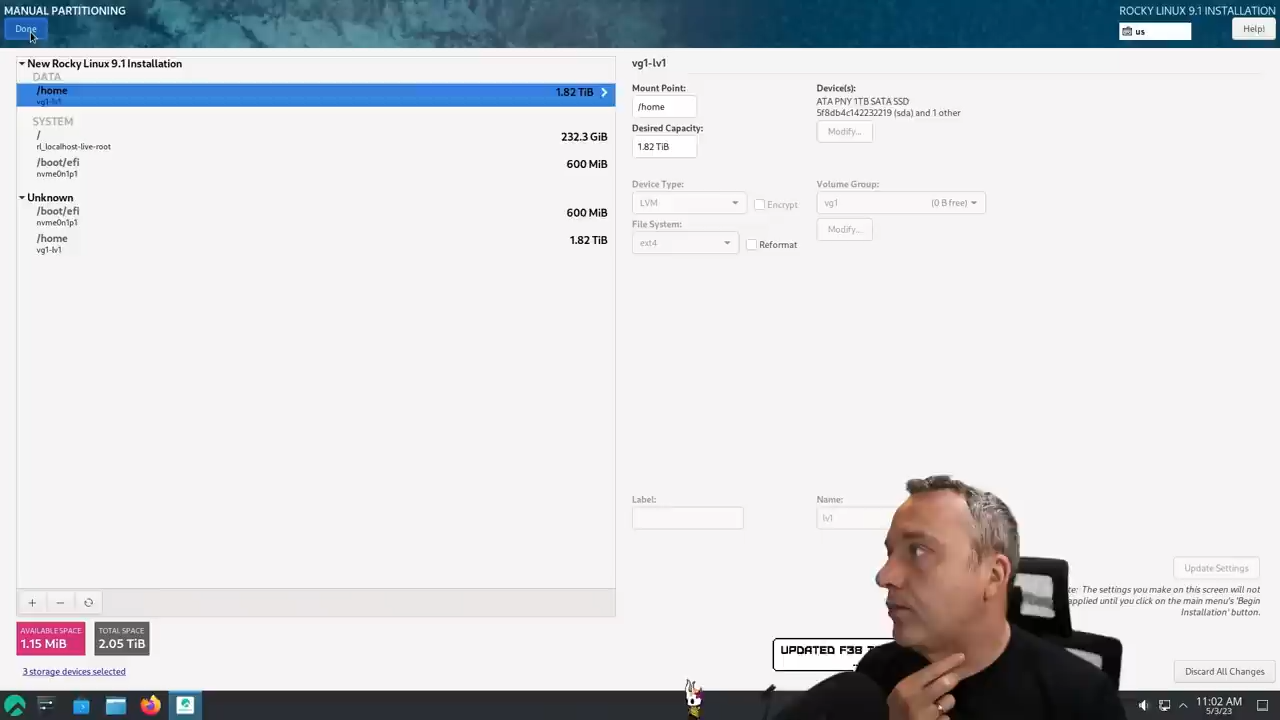 MANUAL PARTITIONING
ROCKY LINUX 9.1 INSTALLATION
Done
us
Help!
New Rocky Linux 9.1 Installation
DATA
/home
1.82 TiB
vg1-lv1
SYSTEM
/
232.3 GiB
rl_localhost-live-root
/boot/efi
600 MiB
nvme0n1p1
Unknown
/boot/efi
600 MiB
nvme0n1p1
/home
1.82 TiB
vg1-lv1
vg1-lv1
Mount Point:
/home
Desired Capacity:
1.82 TiB
Device(s):
ATA PNY 1TB SATA SSD
5f8db4c142232219 (sda) and 1 other
Modify...
Device Type:
LVM
Encrypt
Volume Group:
vg1 (0 B free)
Modify...
File System:
ext4
Reformat
Label:
Name:
lv1
Update Settings
The settings you make on this screen will not
applied until you click on the main menu's 'Begin
Installation' button.
AVAILABLE SPACE
1.15 MiB
TOTAL SPACE
2.05 TiB
3 storage devices selected
UPDATED F38
Discard All Changes
11:02 AM
5/3/23